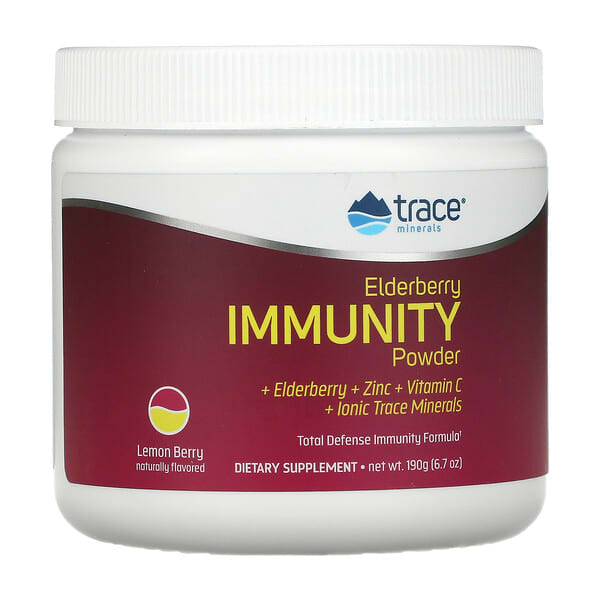 trace®
minerals
Elderberry
IMMUNITY
Powder
+ Elderberry + Zinc + Vitamin C
+ Ionic Trace Minerals
Total Defense Immunity Formula†
Lemon Berry
naturally flavored
DIETARY SUPPLEMENT • net wt. 190g (6.7 oz)